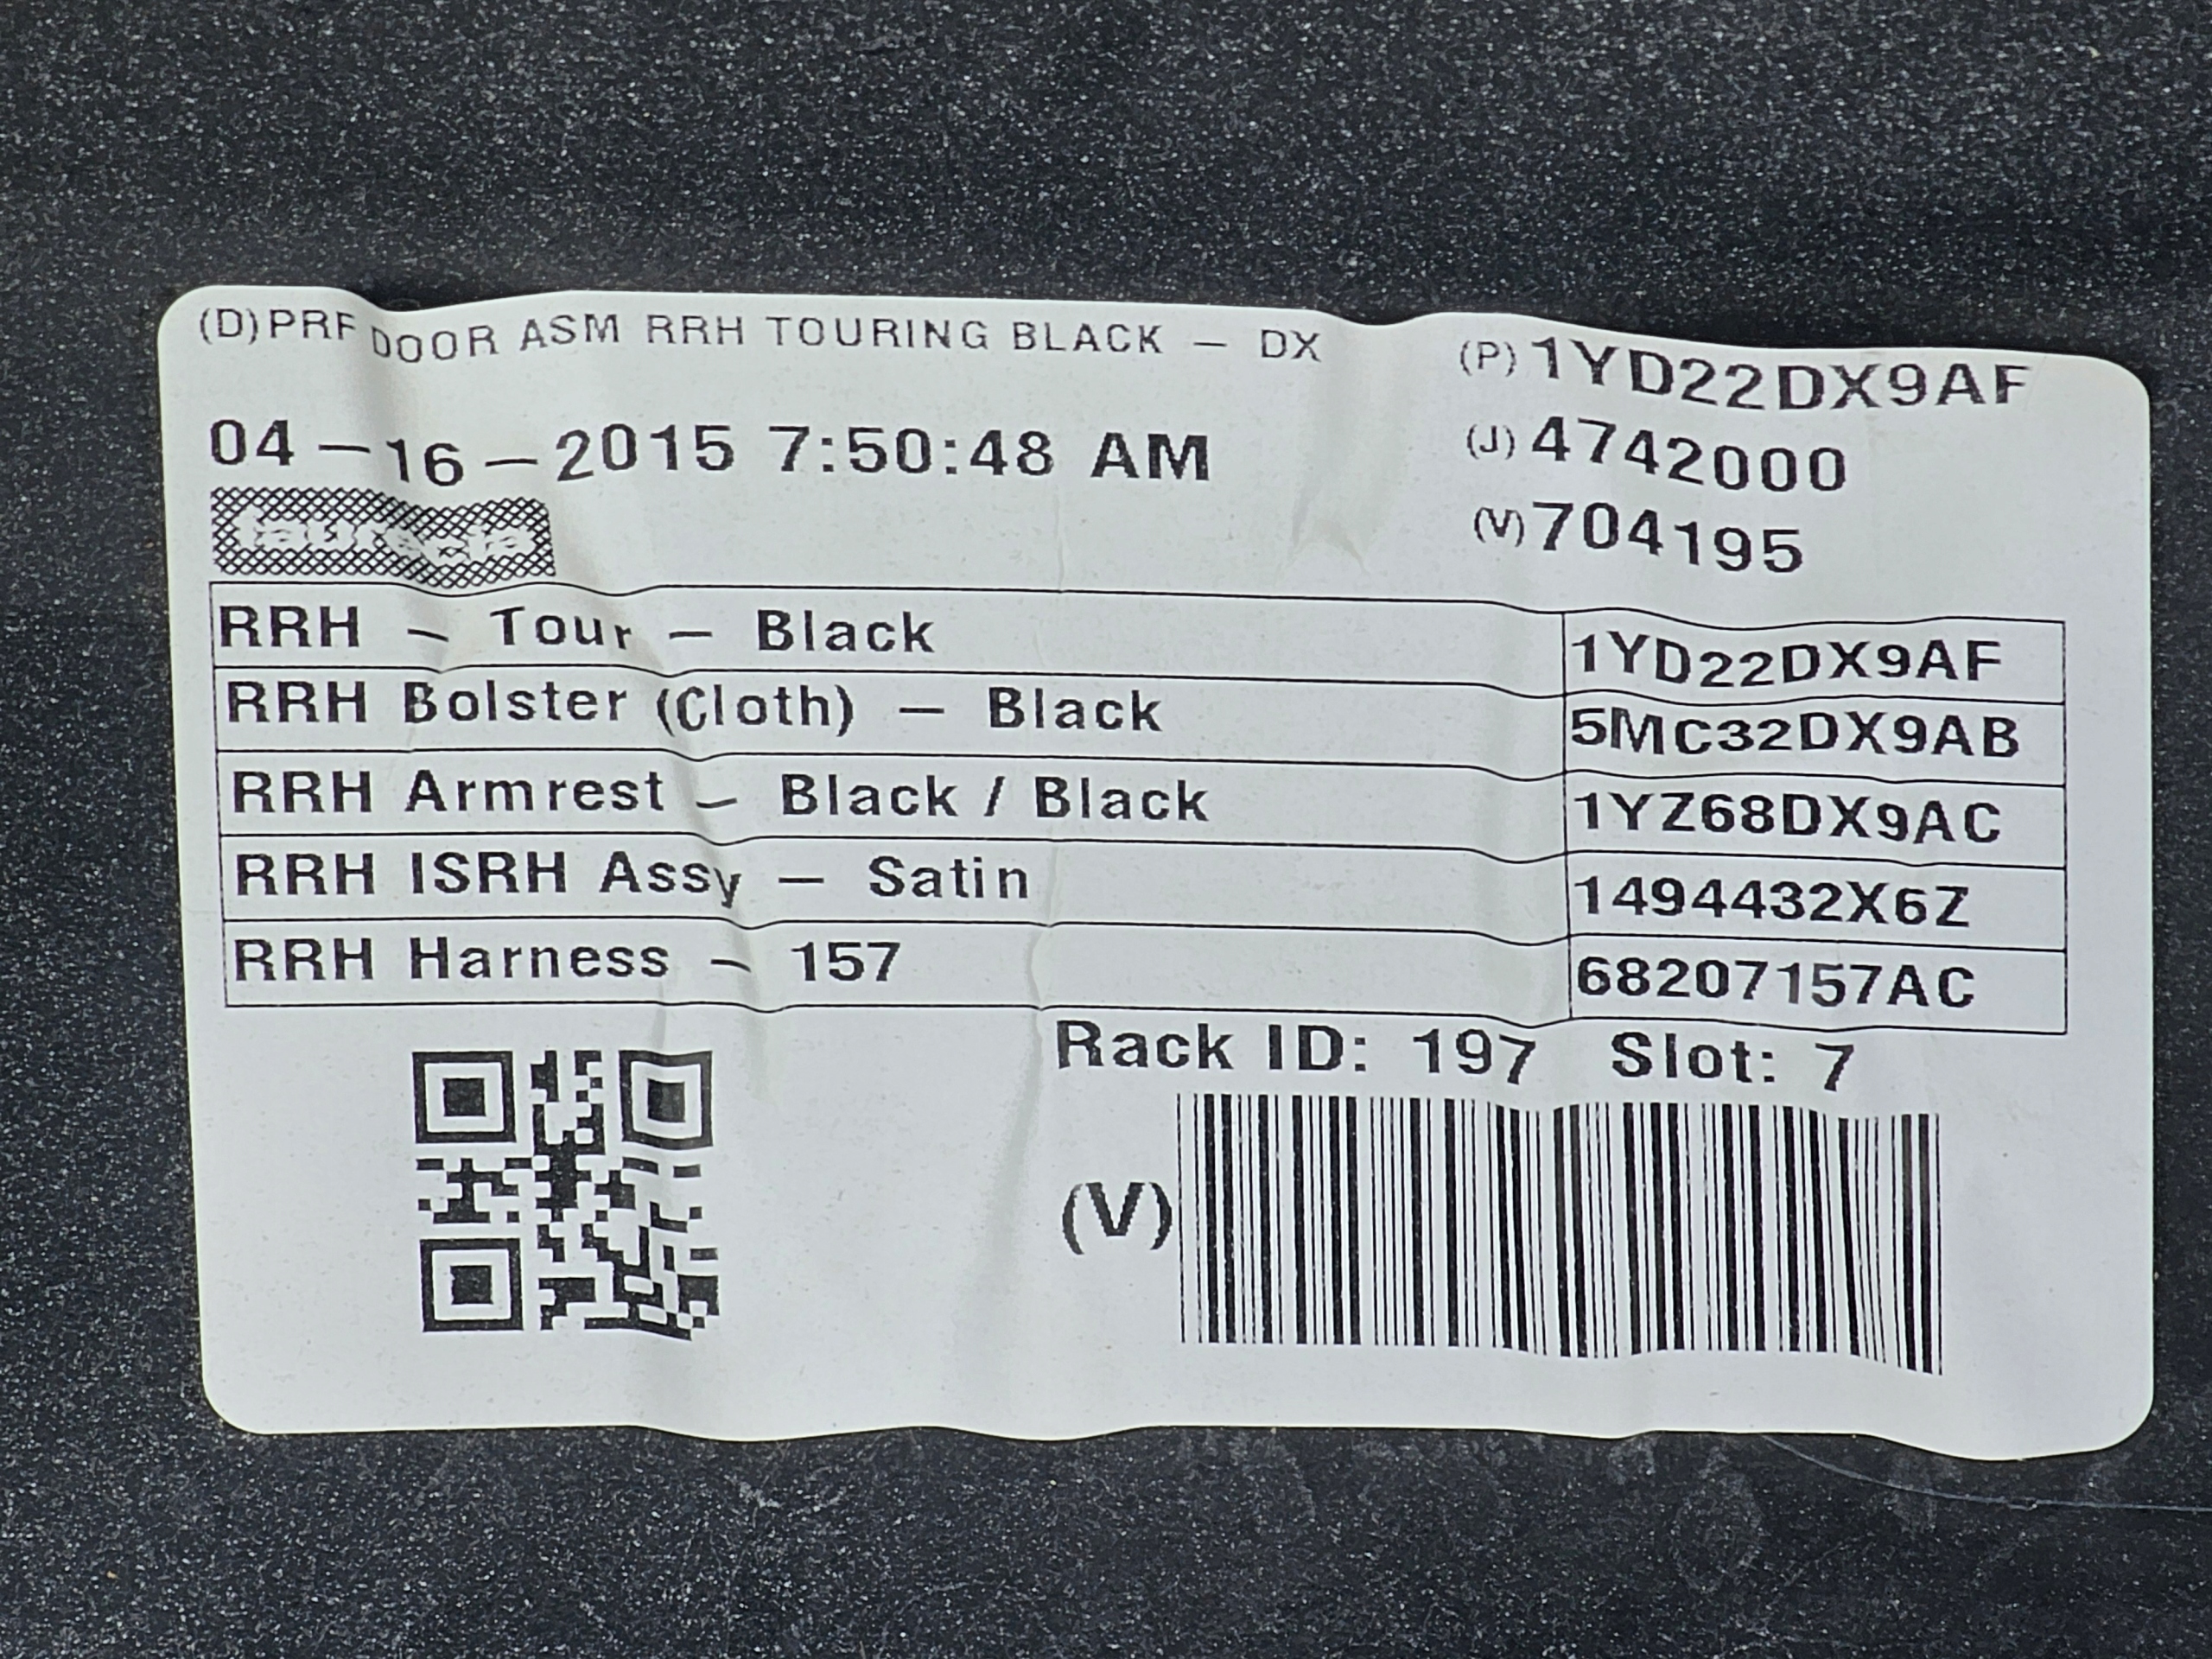 (D)PRF DOOR ASM RRH TOURING BLACK - DX
(P) 1YD22DX9AF
04-16-2015 7:50:48 AM
(J) 4742000
faurecia
(V) 704195
RRH - Tour - Black 1YD22DX9AF
RRH Bolster (Cloth) - Black 5MC32DX9AB
RRH Armrest - Black / Black 1YZ68DX9AC
RRH ISRH Assy - Satin 1494432X6Z
RRH Harness - 157 68207157AC
Rack ID: 197 Slot: 7
(V)